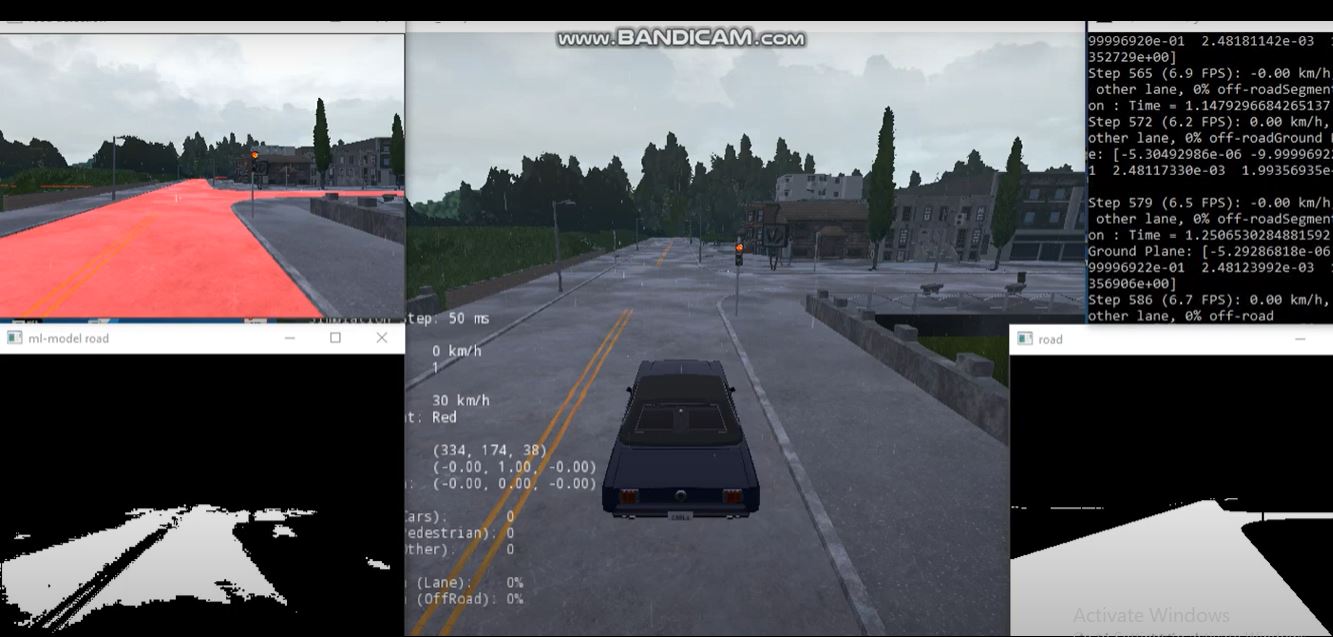 www.BANDICAM.com
99996920e-01 2.48181142e-03
352729e+00]
Step 565 (6.9 FPS): -0.00 km/h
other lane, 0% off-roadSegment
on : Time = 1.1479296684265137
Step 572 (6.2 FPS): 0.00 km/h,
other lane, 0% off-roadGround
e: [-5.30492986e-06 -9.9999692
1 2.48117330e-03 1.99356935e-
Step 579 (6.5 FPS): -0.00 km/h
other lane, 0% off-roadSegment
on : Time = 1.2506530284881592
Ground Plane: [-5.29286818e-06
99996922e-01 2.48123992e-03
356906e+00]
Step 586 (6.7 FPS): 0.00 km/h,
other lane, 0% off-road
ml-model road
tep: 50 ms
0 km/h
1
30 km/h
t: Red
(334, 174, 38)
(-0.00, 1.00, -0.00)
: (-0.00, 0.00, -0.00)
Cars): 0
edestrian): 0
ther): 0
(Lane): 0%
(OffRoad): 0%
road
Activate Windows